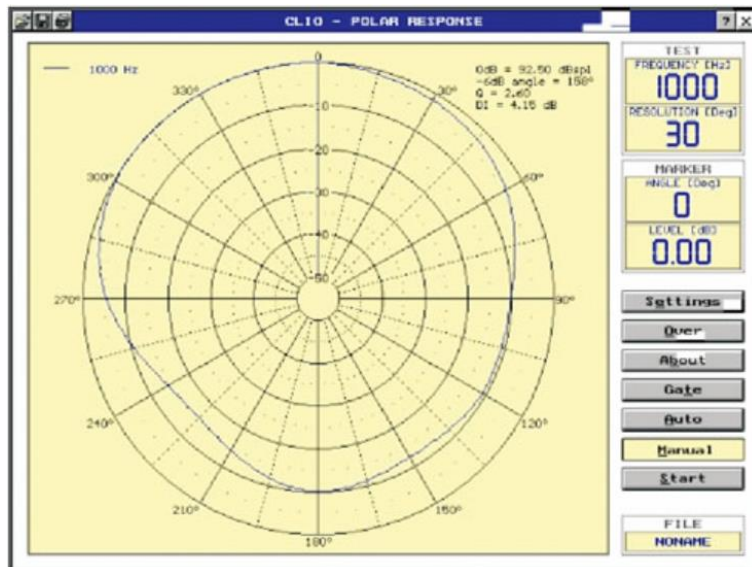 CLIO - POLAR RESPONSE
?
X
1000 Hz
0dB = 92.50 dBspl
-6dB angle = 158°
Q = 2.60
DI = 4.15 dB
0
-10
-20
-30
-40
-50
330°
30°
300°
60°
270°
90°
240°
120°
210°
150°
180°
TEST
FREQUENCY [Hz]
1000
RESOLUTION [Deg]
30
MARKER
ANGLE [Deg]
0
LEVEL [dB]
0.00
Settings
Over
About
Gate
Auto
Manual
Start
FILE
NONAME